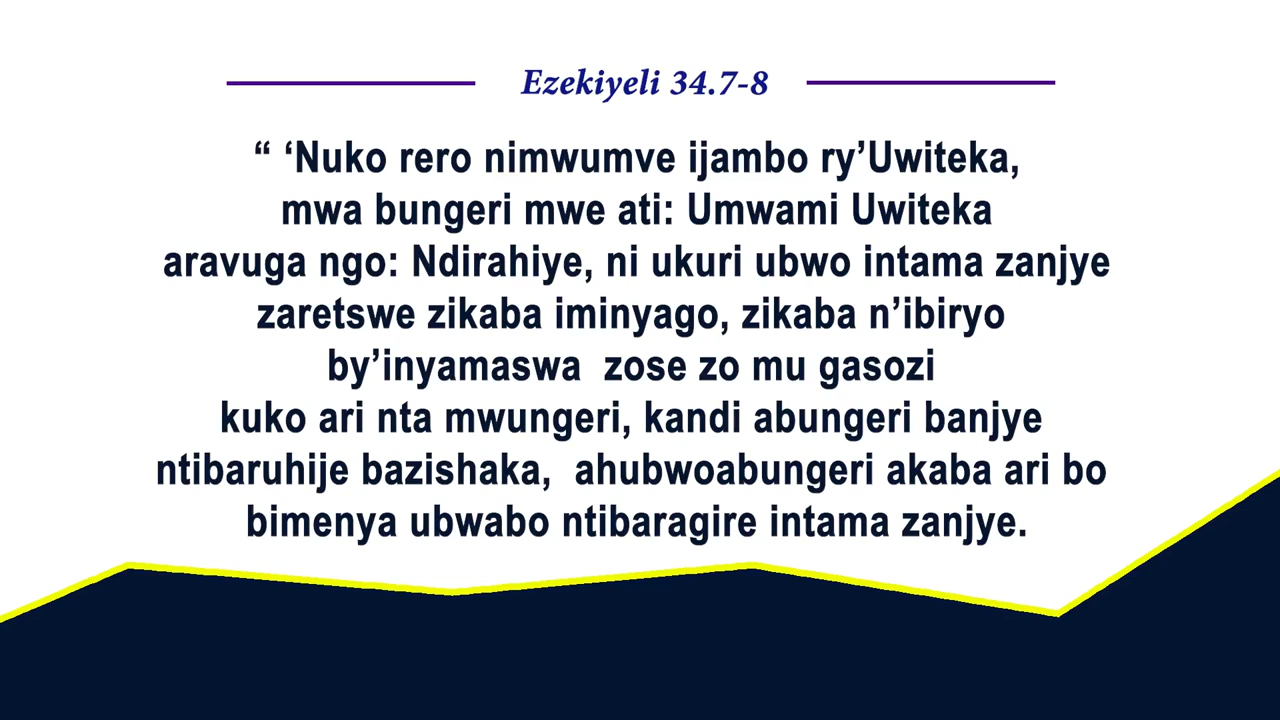 Ezekiyeli 34.7-8
“ ‘Nuko rero nimwumve ijambo ry’Uwiteka,
mwa bungeri mwe ati: Umwami Uwiteka
aravuga ngo: Ndirahiye, ni ukuri ubwo intama zanjye
zaretswe zikaba iminyago, zikaba n’ibiryo
by’inyamaswa  zose zo mu gasozi
kuko ari nta mwungeri, kandi abungeri banjye
ntibaruhije bazishaka,  ahubwoabungeri akaba ari bo
bimenya ubwabo ntibaragire intama zanjye.